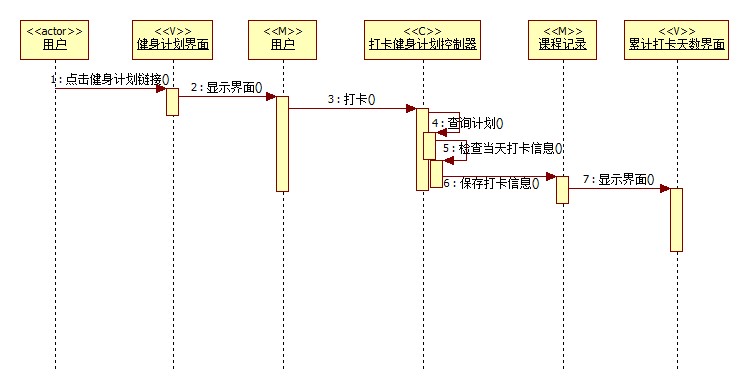 <<actor>>
用户
<<V>>
健身计划界面
<<M>>
用户
<<C>>
打卡健身计划控制器
<<M>>
课程记录
<<V>>
累计打卡天数界面
1 : 点击健身计划链接()
2 : 显示界面()
3 : 打卡()
4 : 查询计划()
5 : 检查当天打卡信息()
6 : 保存打卡信息()
7 : 显示界面()